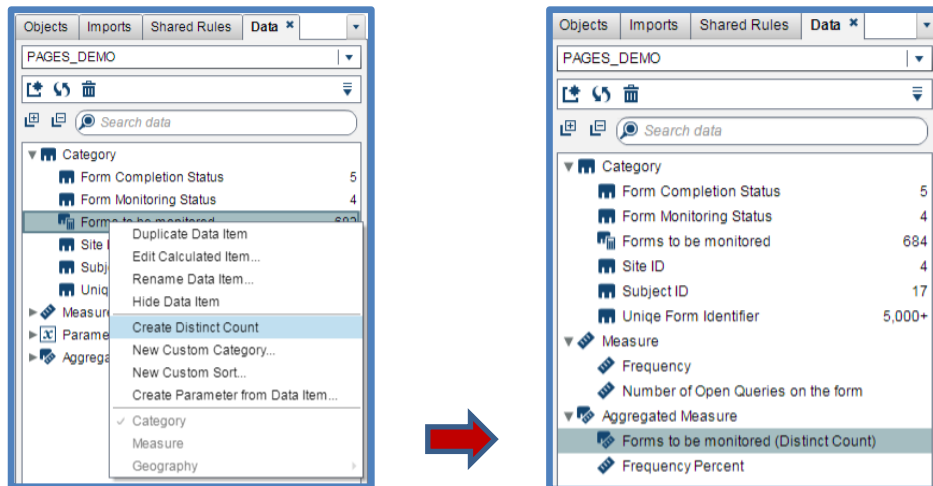 Objects Imports Shared Rules Data ×
PAGES_DEMO
Search data
Category
Form Completion Status 5
Form Monitoring Status 4
Forms to be monitored
Site
Subj
Uniq
Measur
Parame
Aggrega
Duplicate Data Item
Edit Calculated Item...
Rename Data Item...
Hide Data Item
Create Distinct Count
New Custom Category...
New Custom Sort...
Create Parameter from Data Item...
✓ Category
Measure
Geography
Objects Imports Shared Rules Data ×
PAGES_DEMO
Search data
Category
Form Completion Status 5
Form Monitoring Status 4
Forms to be monitored 684
Site ID 4
Subject ID 17
Uniqe Form Identifier 5,000+
Measure
Frequency
Number of Open Queries on the form
Aggregated Measure
Forms to be monitored (Distinct Count)
Frequency Percent